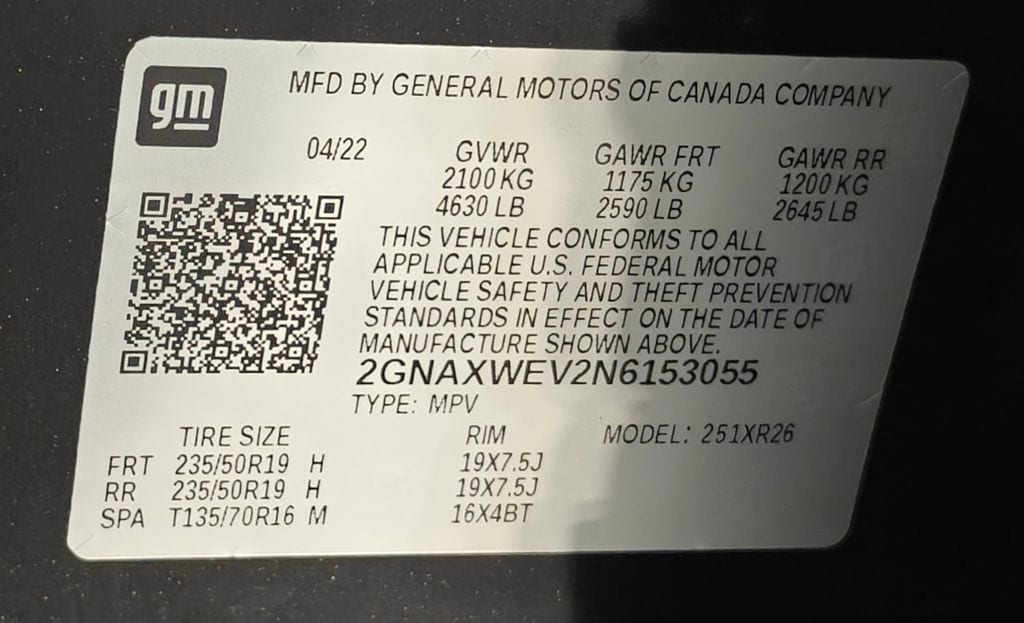 gm
MFD BY GENERAL MOTORS OF CANADA COMPANY
04/22 GVWR GAWR FRT GAWR RR
2100 KG 1175 KG 1200 KG
4630 LB 2590 LB 2645 LB
THIS VEHICLE CONFORMS TO ALL
APPLICABLE U.S. FEDERAL MOTOR
VEHICLE SAFETY AND THEFT PREVENTION
STANDARDS IN EFFECT ON THE DATE OF
MANUFACTURE SHOWN ABOVE.
2GNAXWEV2N6153055
TYPE: MPV
TIRE SIZE RIM MODEL: 251XR26
FRT 235/50R19 H 19X7.5J
RR 235/50R19 H 19X7.5J
SPA T135/70R16 M 16X4BT